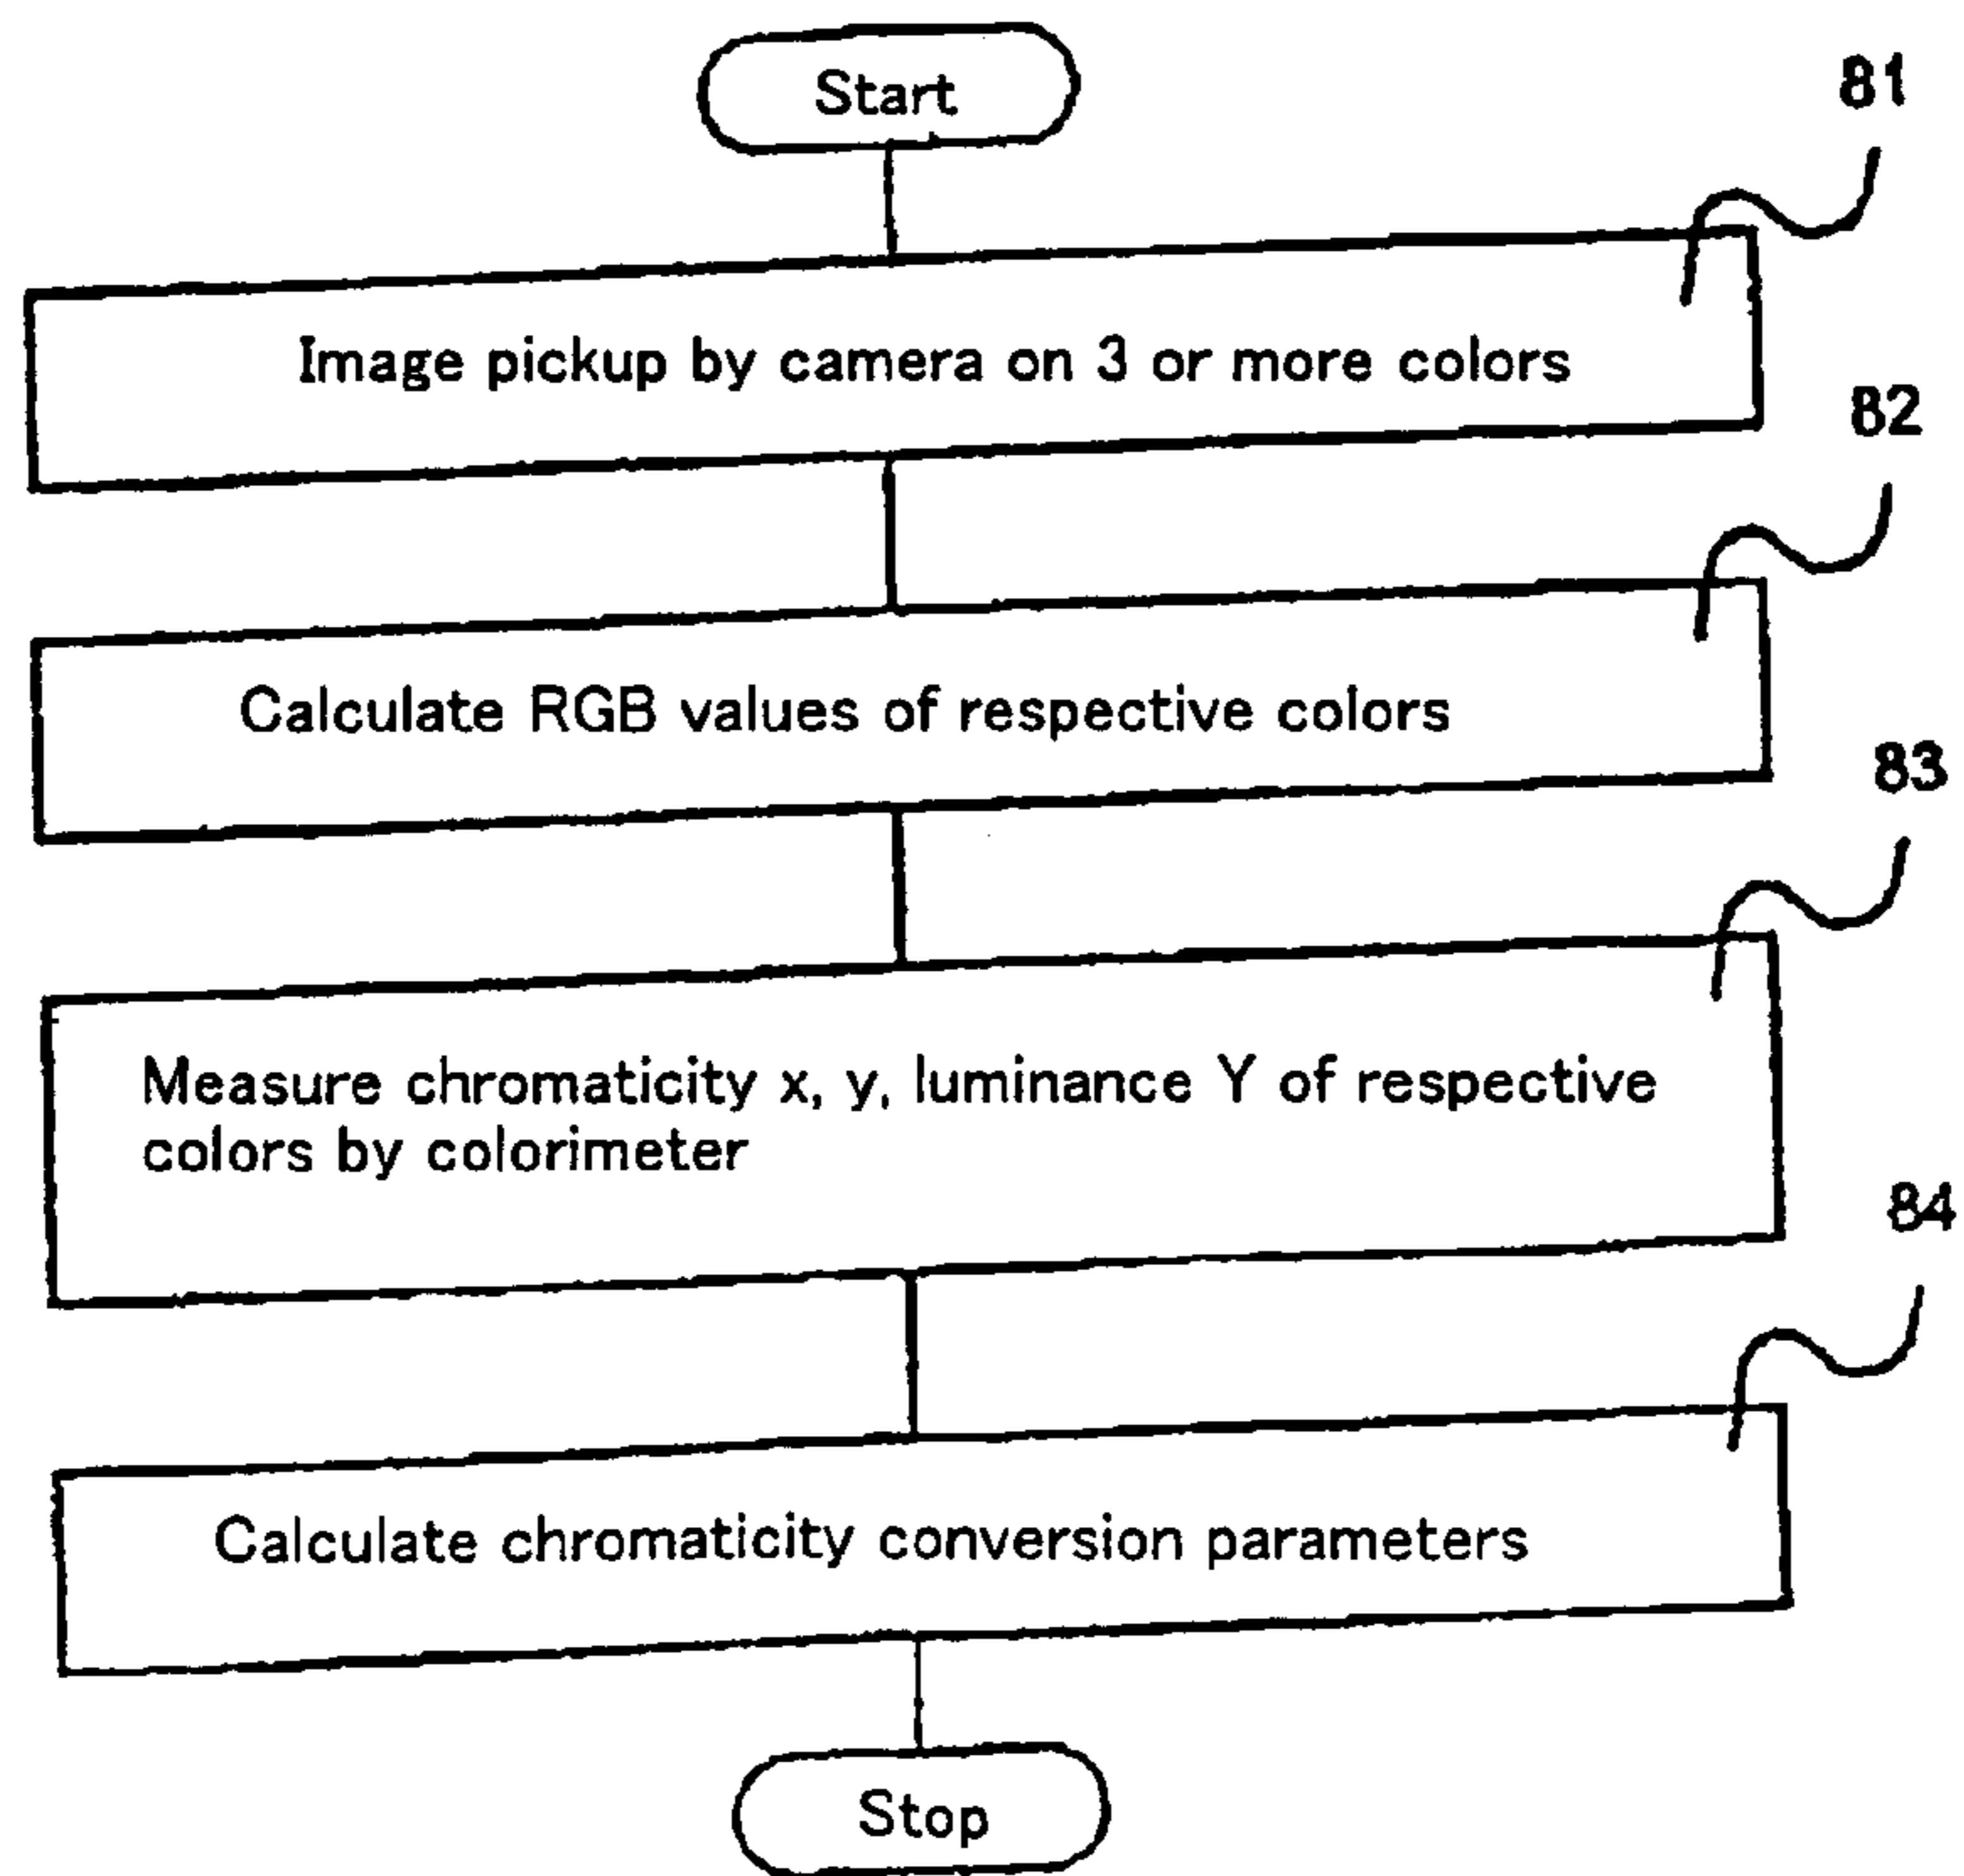 Start
81
Image pickup by camera on 3 or more colors
82
Calculate RGB values of respective colors
83
Measure chromaticity x, y, luminance Y of respective
colors by colorimeter
84
Calculate chromaticity conversion parameters
Stop